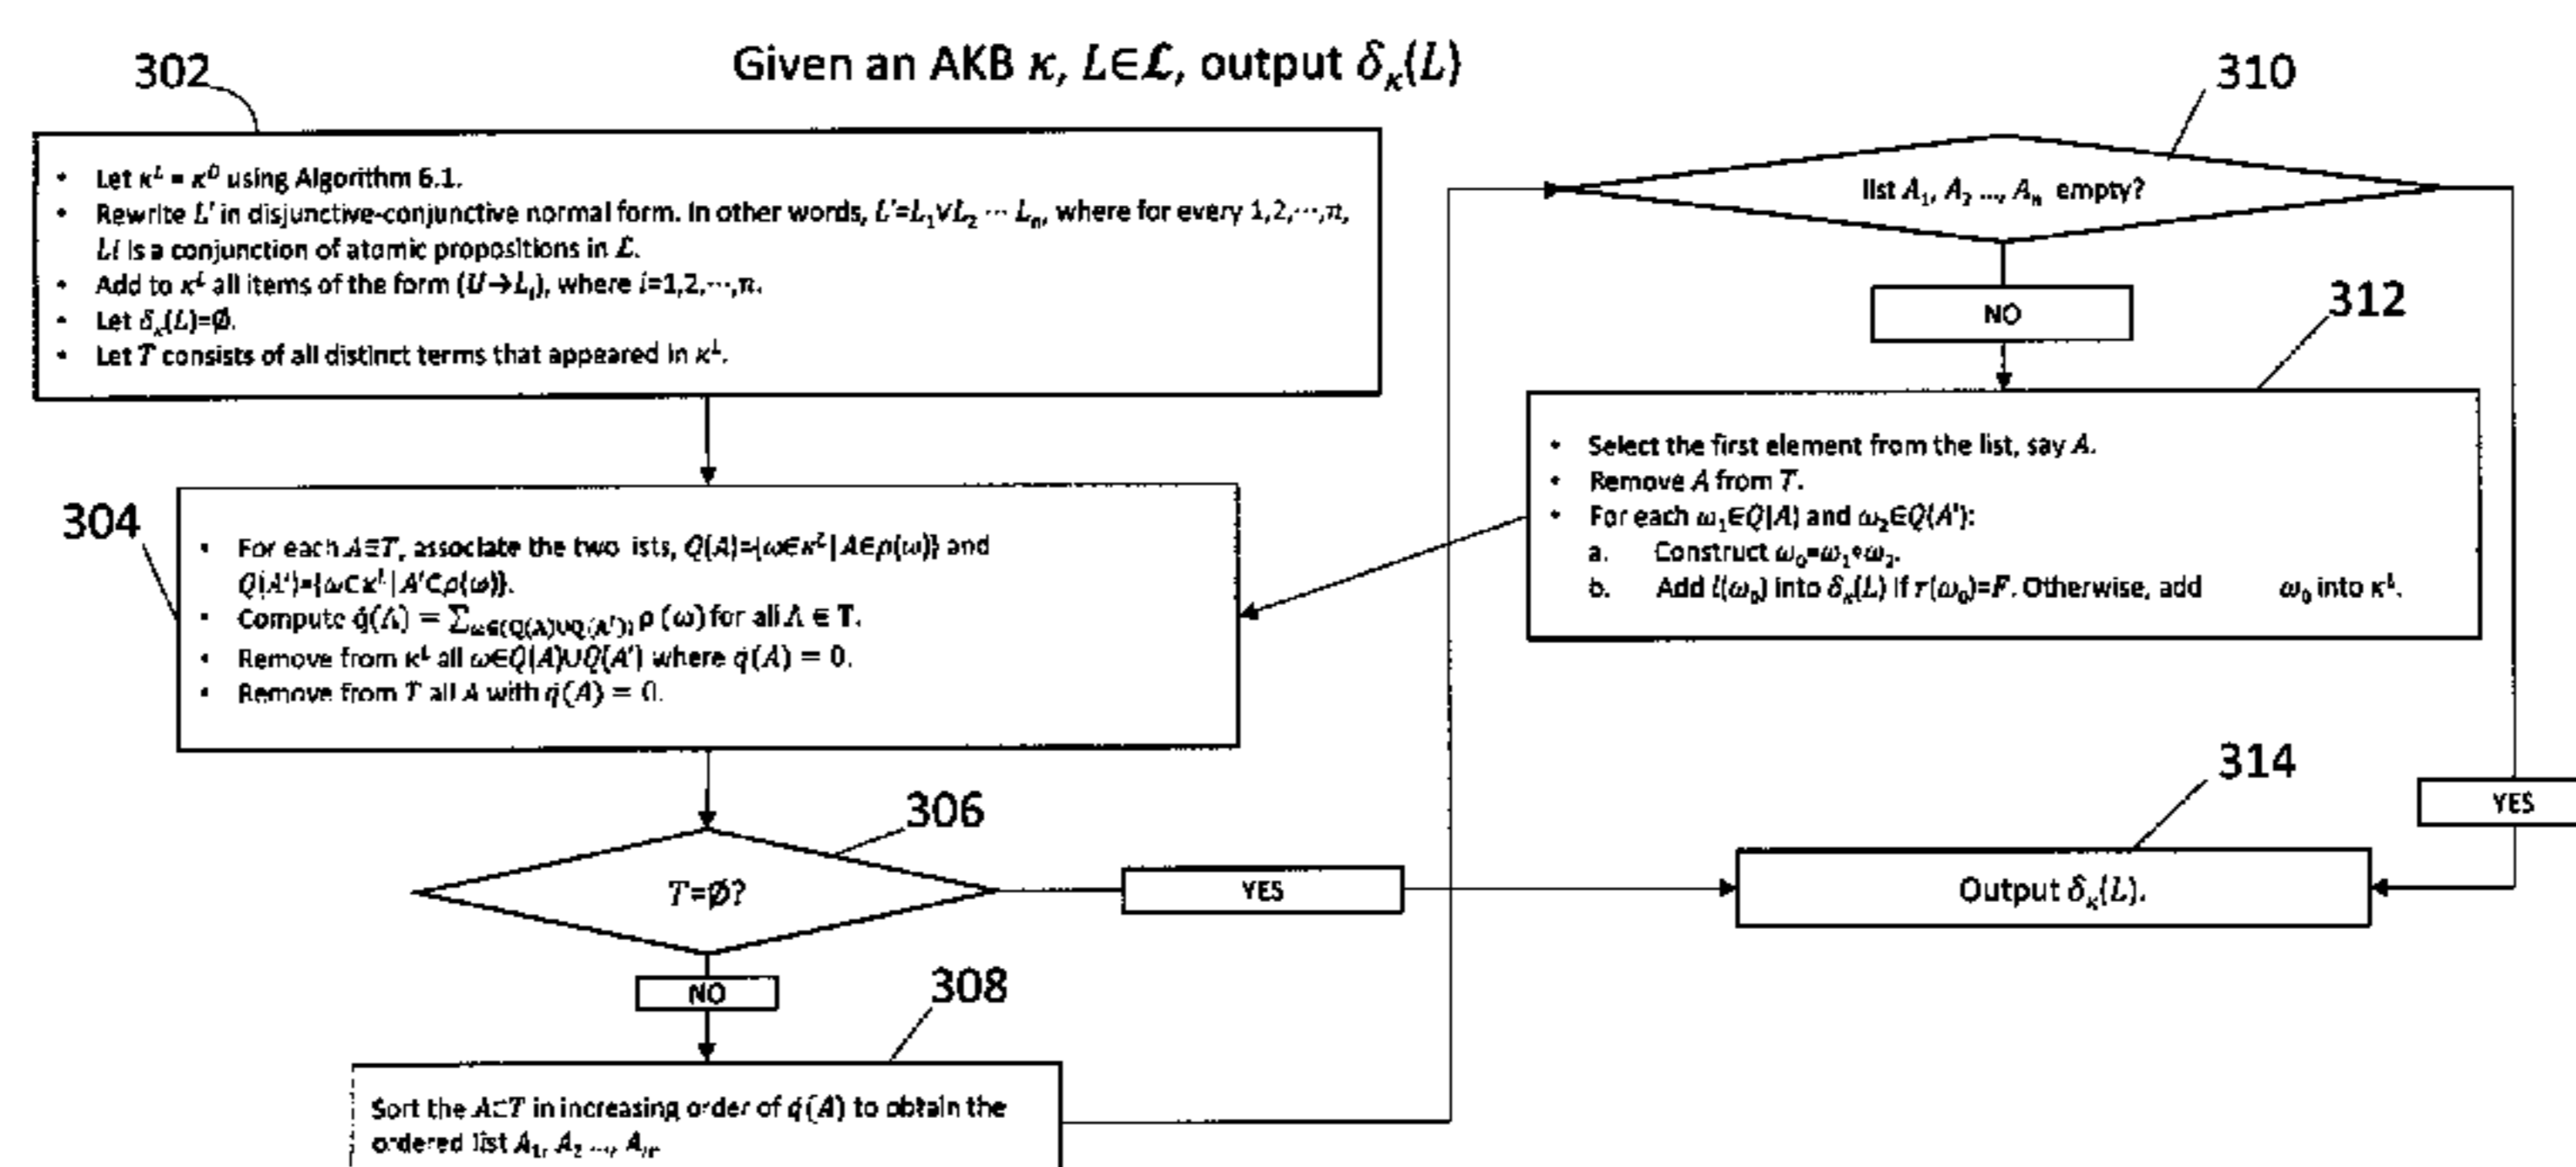 Given an AKB κ, L∈𝓛, output δκ(L)
302
• Let κᴸ = κᴰ using Algorithm 6.1.
• Rewrite L' in disjunctive-conjunctive normal form. In other words, L'=L₁∨L₂ ⋯ Lₙ, where for every 1,2,⋯,n,
Li is a conjunction of atomic propositions in 𝓛.
• Add to κᴸ all items of the form (U→Lᵢ), where i=1,2,⋯,n.
• Let δκ(L)=∅.
• Let T consists of all distinct terms that appeared in κᴸ.
304
• For each A∈T, associate the two lists, Q(A)={ω∈κᴸ|A∈ρ(ω)} and
Q(A')={ω∈κᴸ|A'∈ρ(ω)}.
• Compute q̇(A) = ∑ω∈(Q(A)∪Q(A')) ρ (ω) for all A ∈ T.
• Remove from κᴸ all ω∈Q(A)∪Q(A') where q̇(A) = 0.
• Remove from T all A with q̇(A) = 0.
306
T=∅?
YES
NO
308
Sort the A∈T in increasing order of q̇(A) to obtain the
ordered list A₁, A₂ ..., Aₙ.
310
list A₁, A₂ ..., Aₙ empty?
NO
312
• Select the first element from the list, say A.
• Remove A from T.
• For each ω₁∈Q(A) and ω₂∈Q(A'):
a. Construct ω₀=ω₁∘ω₂.
b. Add l(ω₀) into δκ(L) if r(ω₀)=F. Otherwise, add ω₀ into κᴸ.
314
YES
Output δκ(L).